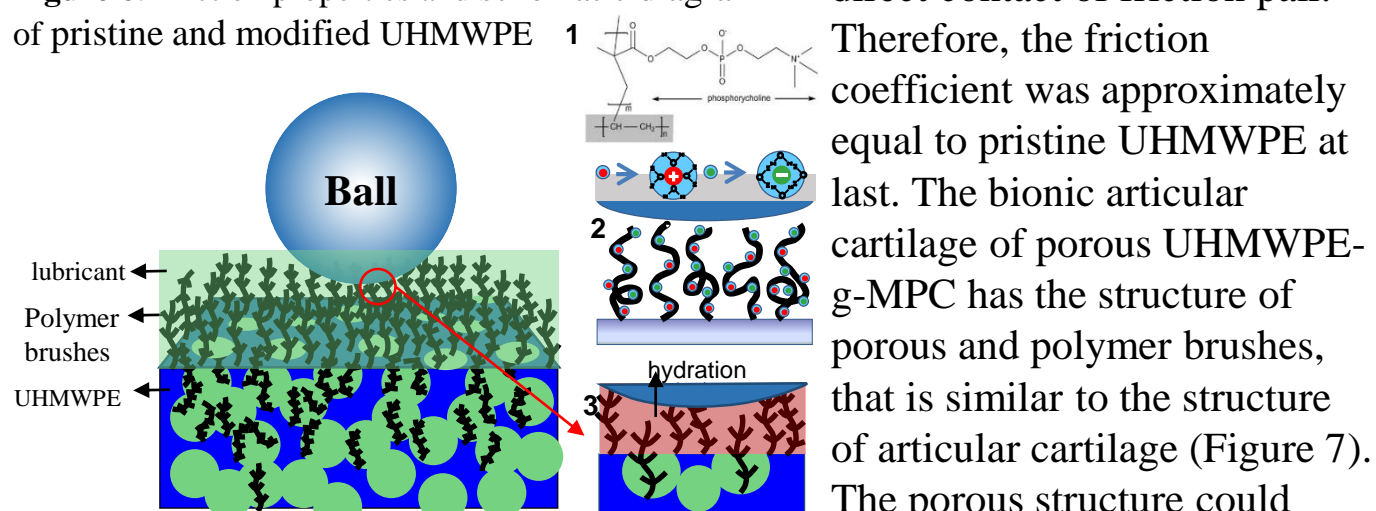 of pristine and modified UHMWPE
1
O
O
O
O⁻
P
O
O
N⁺
phosphorycholine
m
CH — CH₂
n
Ball
lubricant
Polymer
brushes
UHMWPE
+
−
2
hydration
3
Therefore, the friction
coefficient was approximately
equal to pristine UHMWPE at
last. The bionic articular
cartilage of porous UHMWPE-
g-MPC has the structure of
porous and polymer brushes,
that is similar to the structure
of articular cartilage (Figure 7).
The porous structure could